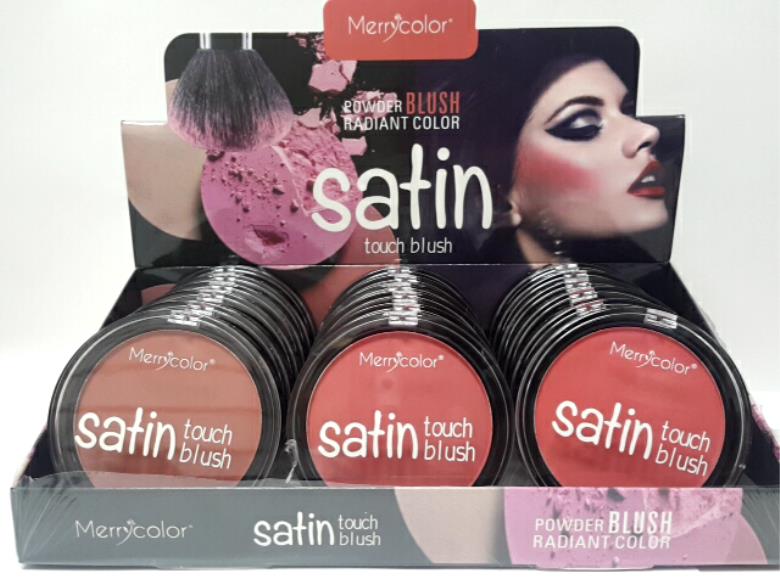 Merrycolor®
POWDER BLUSH
RADIANT COLOR
satin
touch blush
Merrycolor®
satin touch
blush
Merrycolor®
satin touch
blush
Merrycolor®
satin touch
blush
Merrycolor
satin touch
blush
POWDER BLUSH
RADIANT COLOR